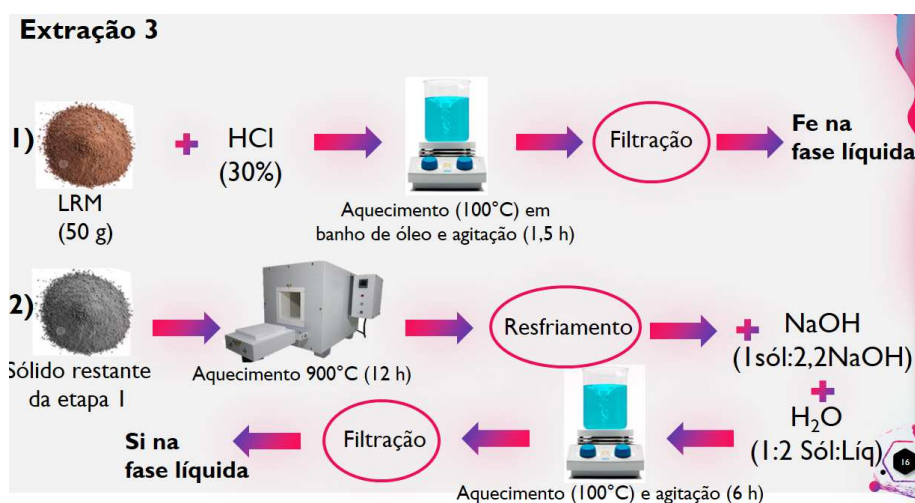 Extração 3
1)
LRM
(50 g)
HCl
(30%)
Aquecimento (100°C) em
banho de óleo e agitação (1,5 h)
Filtração
Fe na
fase líquida
2)
Sólido restante
da etapa 1
Aquecimento 900°C (12 h)
Resfriamento
NaOH
(1sól:2,2NaOH)
H₂O
(1:2 Sól:Líq)
Aquecimento (100°C) e agitação (6 h)
Filtração
Si na
fase líquida
16